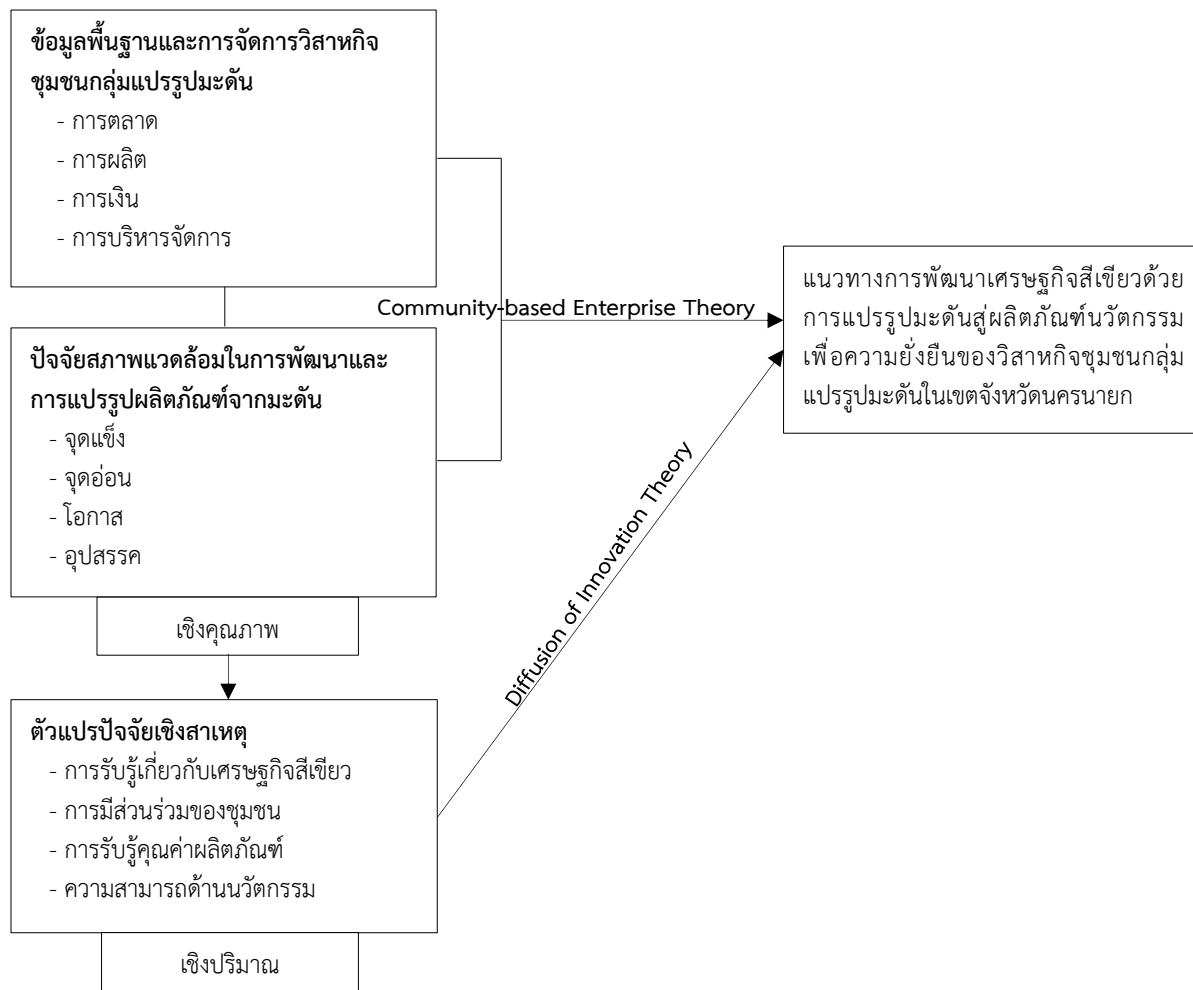 ข้อมูลพื้นฐานและการจัดการวิสาหกิจ
ชุมชนกลุ่มแปรรูปมะดัน
- การตลาด
- การผลิต
- การเงิน
- การบริหารจัดการ
Community-based Enterprise Theory
ปัจจัยสภาพแวดล้อมในการพัฒนาและ
การแปรรูปผลิตภัณฑ์จากมะดัน
- จุดแข็ง
- จุดอ่อน
- โอกาส
- อุปสรรค
เชิงคุณภาพ
ตัวแปรปัจจัยเชิงสาเหตุ
- การรับรู้เกี่ยวกับเศรษฐกิจสีเขียว
- การมีส่วนร่วมของชุมชน
- การรับรู้คุณค่าผลิตภัณฑ์
- ความสามารถด้านนวัตกรรม
เชิงปริมาณ
Diffusion of Innovation Theory
แนวทางการพัฒนาเศรษฐกิจสีเขียวด้วย
การแปรรูปมะดันสู่ผลิตภัณฑ์นวัตกรรม
เพื่อความยั่งยืนของวิสาหกิจชุมชนกลุ่ม
แปรรูปมะดันในเขตจังหวัดนครนายก